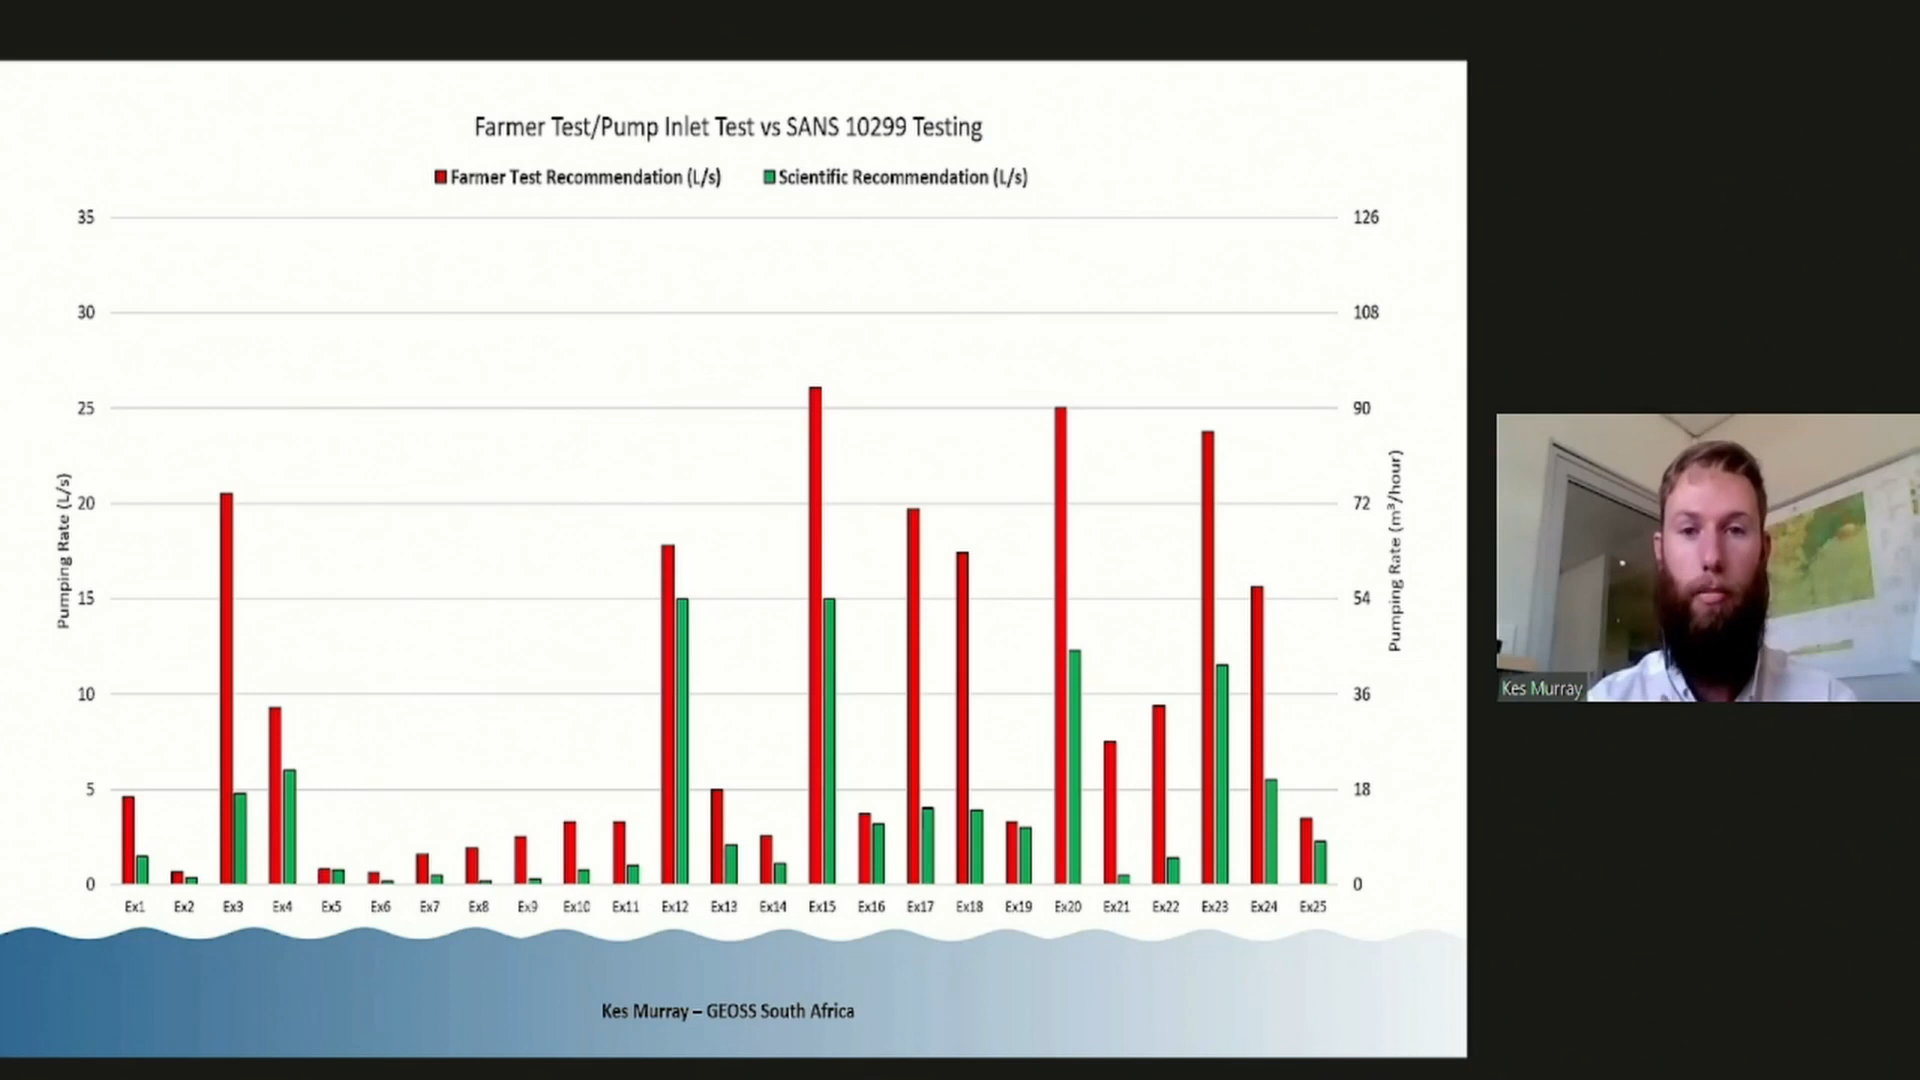 Farmer Test/Pump Inlet Test vs SANS 10299 Testing
Farmer Test Recommendation (L/s) Scientific Recommendation (L/s)
35 126
30 108
25 90
20 72
15 54
10 36
5 18
0 0
Pumping Rate (L/s)
Pumping Rate (m³/hour)
Ex1 Ex2 Ex3 Ex4 Ex5 Ex6 Ex7 Ex8 Ex9 Ex10 Ex11 Ex12 Ex13 Ex14 Ex15 Ex16 Ex17 Ex18 Ex19 Ex20 Ex21 Ex22 Ex23 Ex24 Ex25
Kes Murray – GEOSS South Africa
Kes Murray